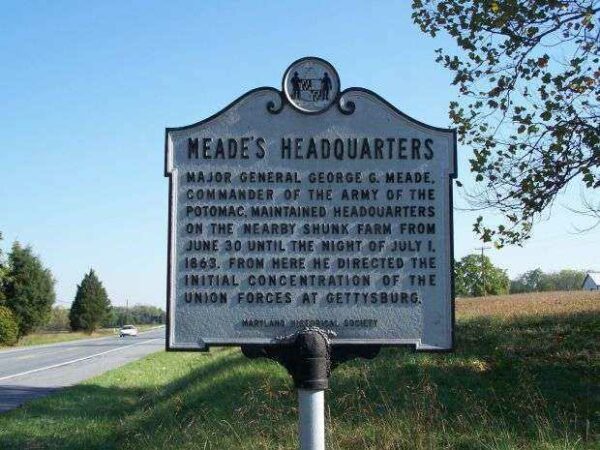 MEADE'S HEADQUARTERS
MAJOR GENERAL GEORGE G. MEADE,
COMMANDER OF THE ARMY OF THE
POTOMAC, MAINTAINED HEADQUARTERS
ON THE NEARBY SHUNK FARM FROM
JUNE 30 UNTIL THE NIGHT OF JULY 1,
1863. FROM HERE HE DIRECTED THE
INITIAL CONCENTRATION OF THE
UNION FORCES AT GETTYSBURG.
MARYLAND HISTORICAL SOCIETY